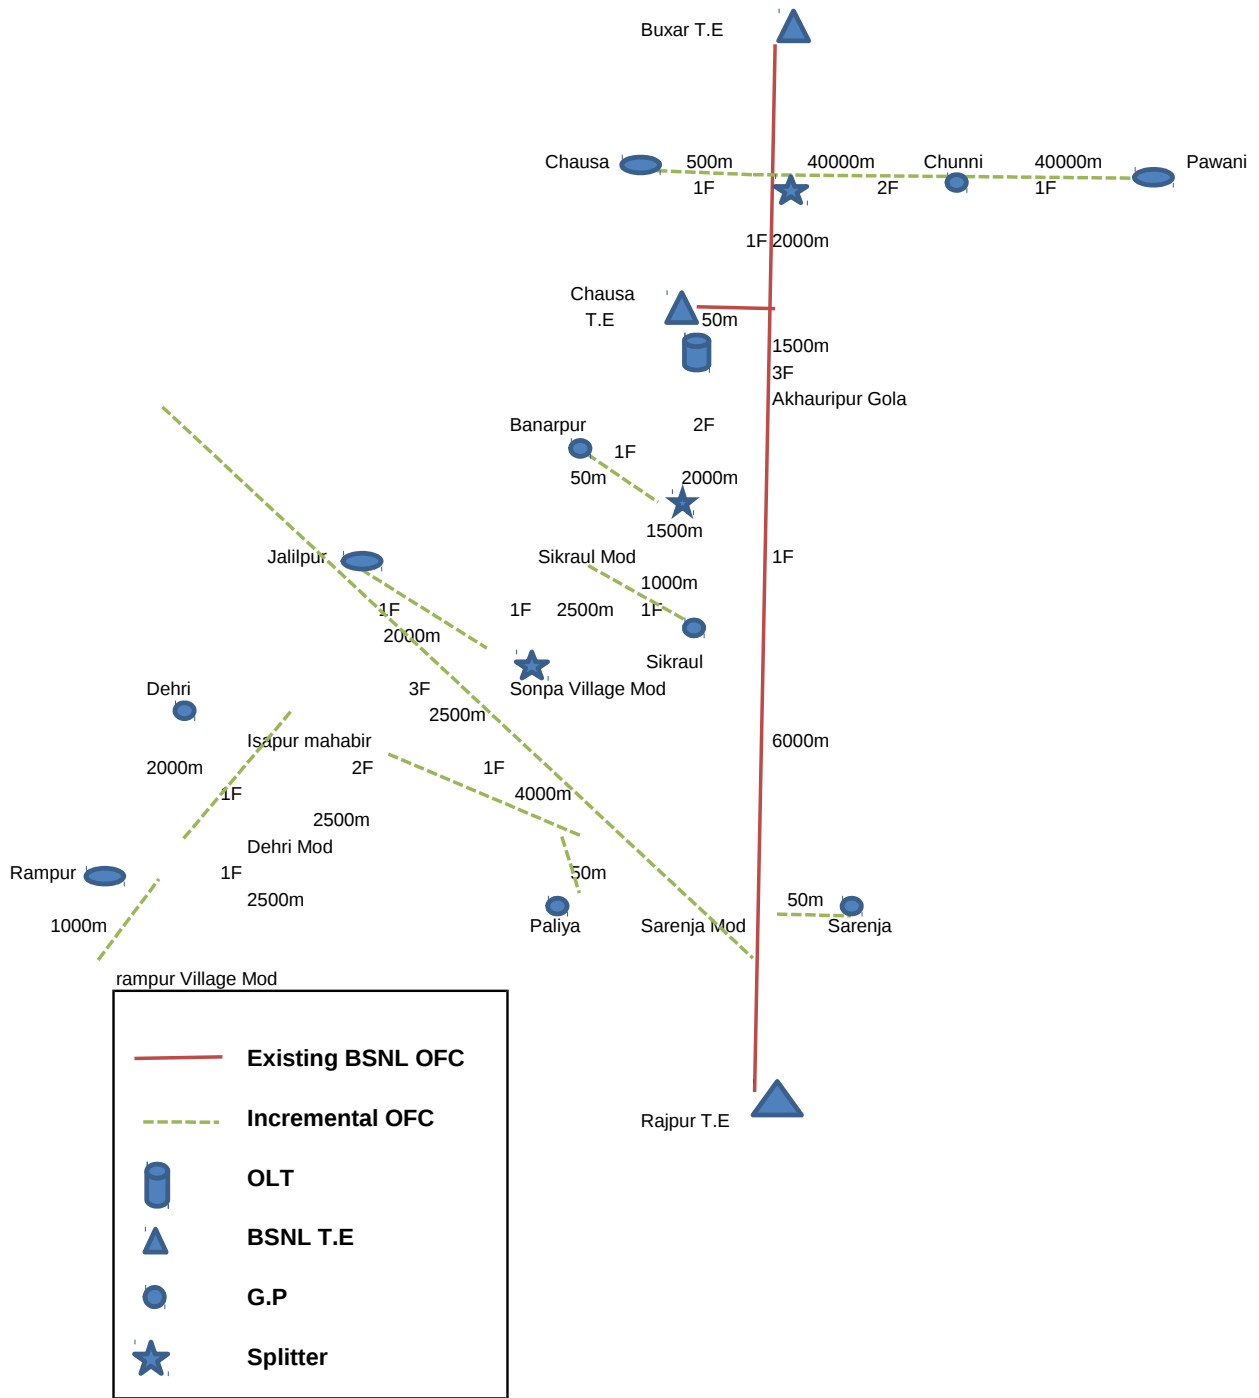 Buxar T.E
Chausa 500m 40000m Chunni 40000m Pawani
1F 2F 1F
1F 2000m
Chausa
T.E 50m
1500m
3F
Akhauripur Gola
Banarpur 2F
1F
50m 2000m
1500m
Jalilpur Sikraul Mod 1F
1000m
1F 1F 2500m 1F
2000m
Sikraul
Dehri 3F Sonpa Village Mod
2500m
Isapur mahabir 6000m
2000m 2F 1F
1F 4000m
2500m
Dehri Mod
Rampur 1F 50m
2500m 50m
1000m Paliya Sarenja Mod Sarenja
rampur Village Mod
Existing BSNL OFC
Incremental OFC
Rajpur T.E
OLT
BSNL T.E
G.P
Splitter